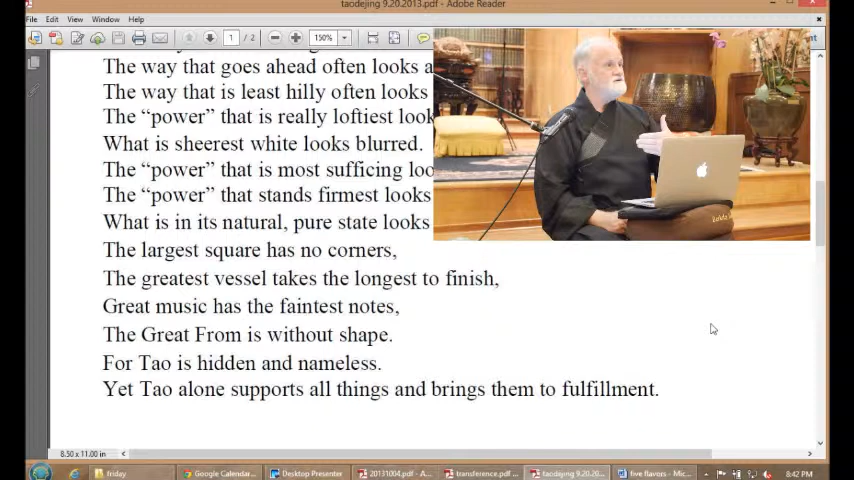 taodejing 9.20.2013.pdf - Adobe Reader
File Edit View Window Help
1 / 2 150%
The way that goes ahead often looks a
The way that is least hilly often looks
The “power” that is really loftiest look
What is sheerest white looks blurred.
The “power” that is most sufficing loo
The “power” that stands firmest looks
What is in its natural, pure state looks
The largest square has no corners,
The greatest vessel takes the longest to finish,
Great music has the faintest notes,
The Great From is without shape.
For Tao is hidden and nameless.
Yet Tao alone supports all things and brings them to fulfillment.
8.50 x 11.00 in
friday Google Calendar... Desktop Presenter 20131004.pdf - A... transference.pdf ... taodejing 9.20.20... five flavors - Mic... 8:42 PM